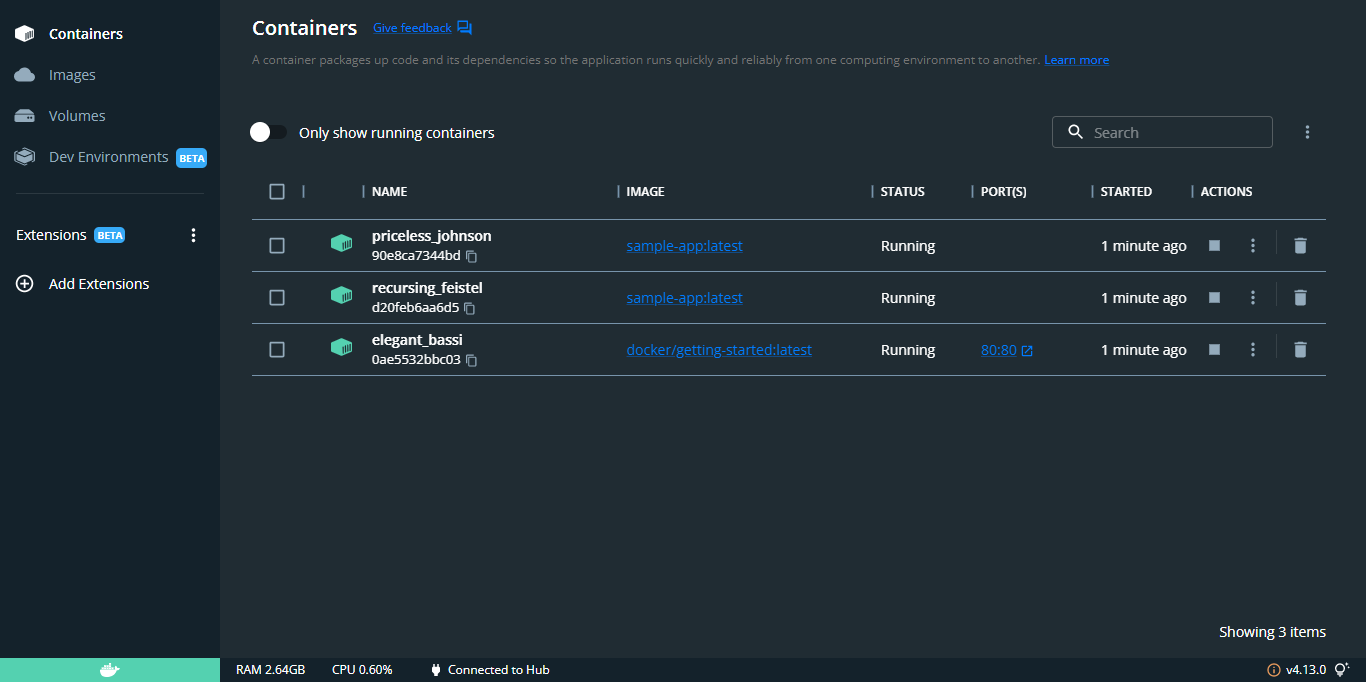 Containers
Images
Volumes
Dev Environments BETA
Extensions BETA
Add Extensions
Containers Give feedback
A container packages up code and its dependencies so the application runs quickly and reliably from one computing environment to another. Learn more
Only show running containers
Search
NAME IMAGE STATUS PORT(S) STARTED ACTIONS
priceless_johnson
90e8ca7344bd
sample-app:latest Running 1 minute ago
recursing_feistel
d20feb6aa6d5
sample-app:latest Running 1 minute ago
elegant_bassi
0ae5532bbc03
docker/getting-started:latest Running 80:80 1 minute ago
Showing 3 items
RAM 2.64GB CPU 0.60% Connected to Hub v4.13.0